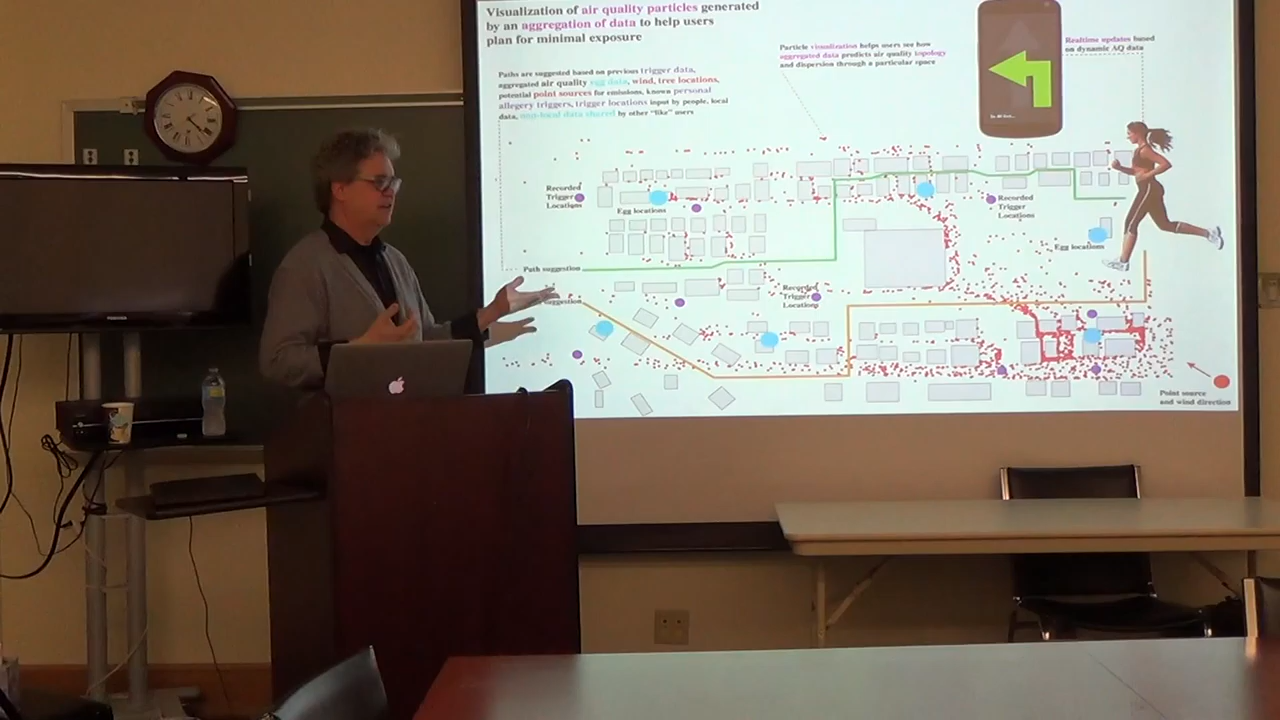 Visualization of air quality particles generated
by an aggregation of data to help users
plan for minimal exposure
Paths are suggested based on previous trigger data,
aggregated air quality egg data, wind, tree locations,
potential point sources for emissions, known personal
allegery triggers, trigger locations input by people, local
data, non-local data shared by other "like" users
Particle visualization helps users see how
aggregated data predicts air quality topology
and dispersion through a particular space
Realtime updates based
on dynamic AQ data
Recorded
Trigger
Locations
Egg locations
Recorded
Trigger
Locations
Egg locations
Path suggestion
Recorded
Trigger
Locations
suggestion
Point source
and wind direction